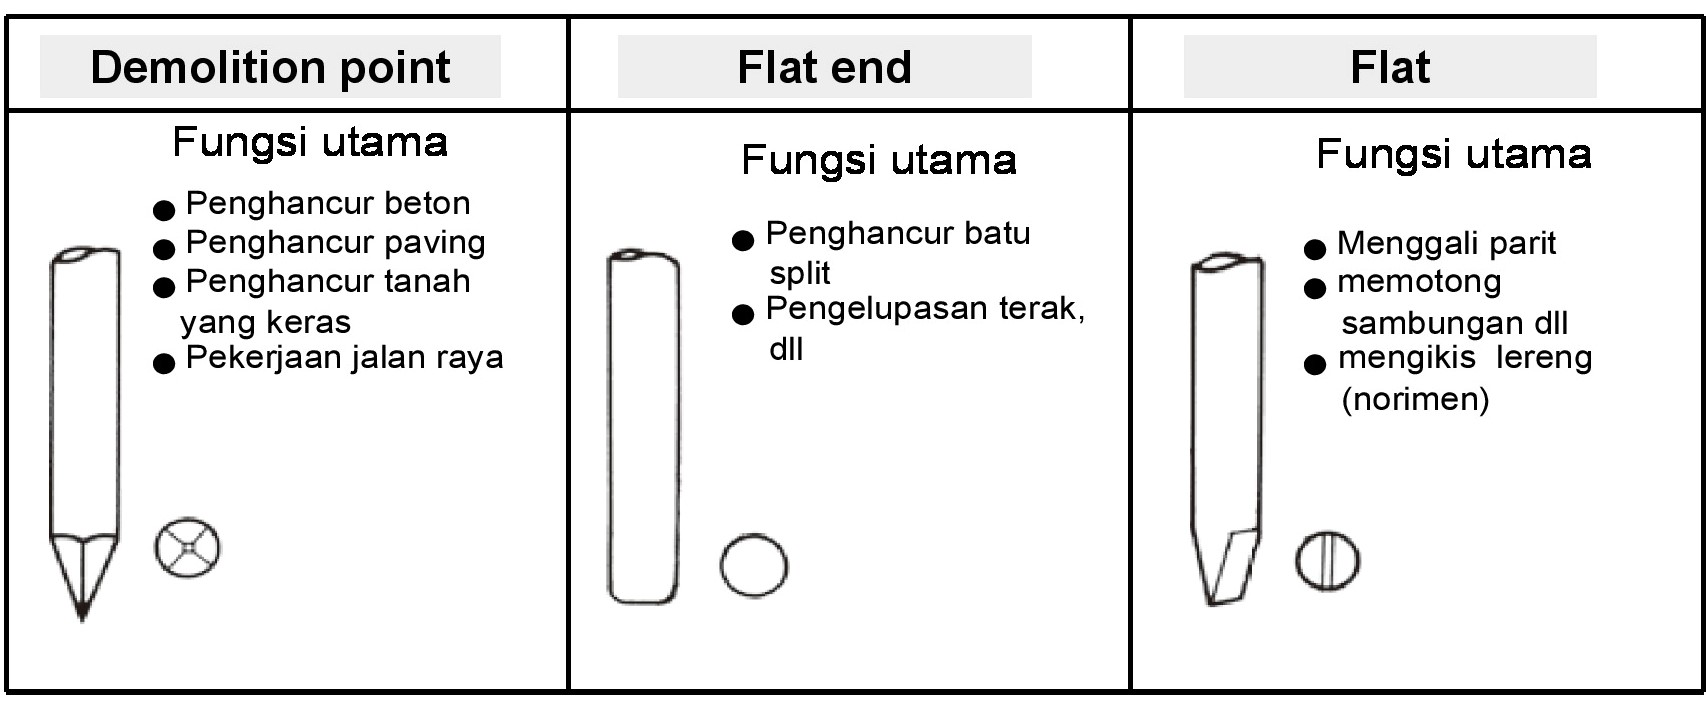 Demolition point
Fungsi utama
● Penghancur beton
● Penghancur paving
● Penghancur tanah
yang keras
● Pekerjaan jalan raya
Flat end
Fungsi utama
● Penghancur batu
split
● Pengelupasan terak,
dll
Flat
Fungsi utama
● Menggali parit
● memotong
sambungan dll
● mengikis lereng
(norimen)